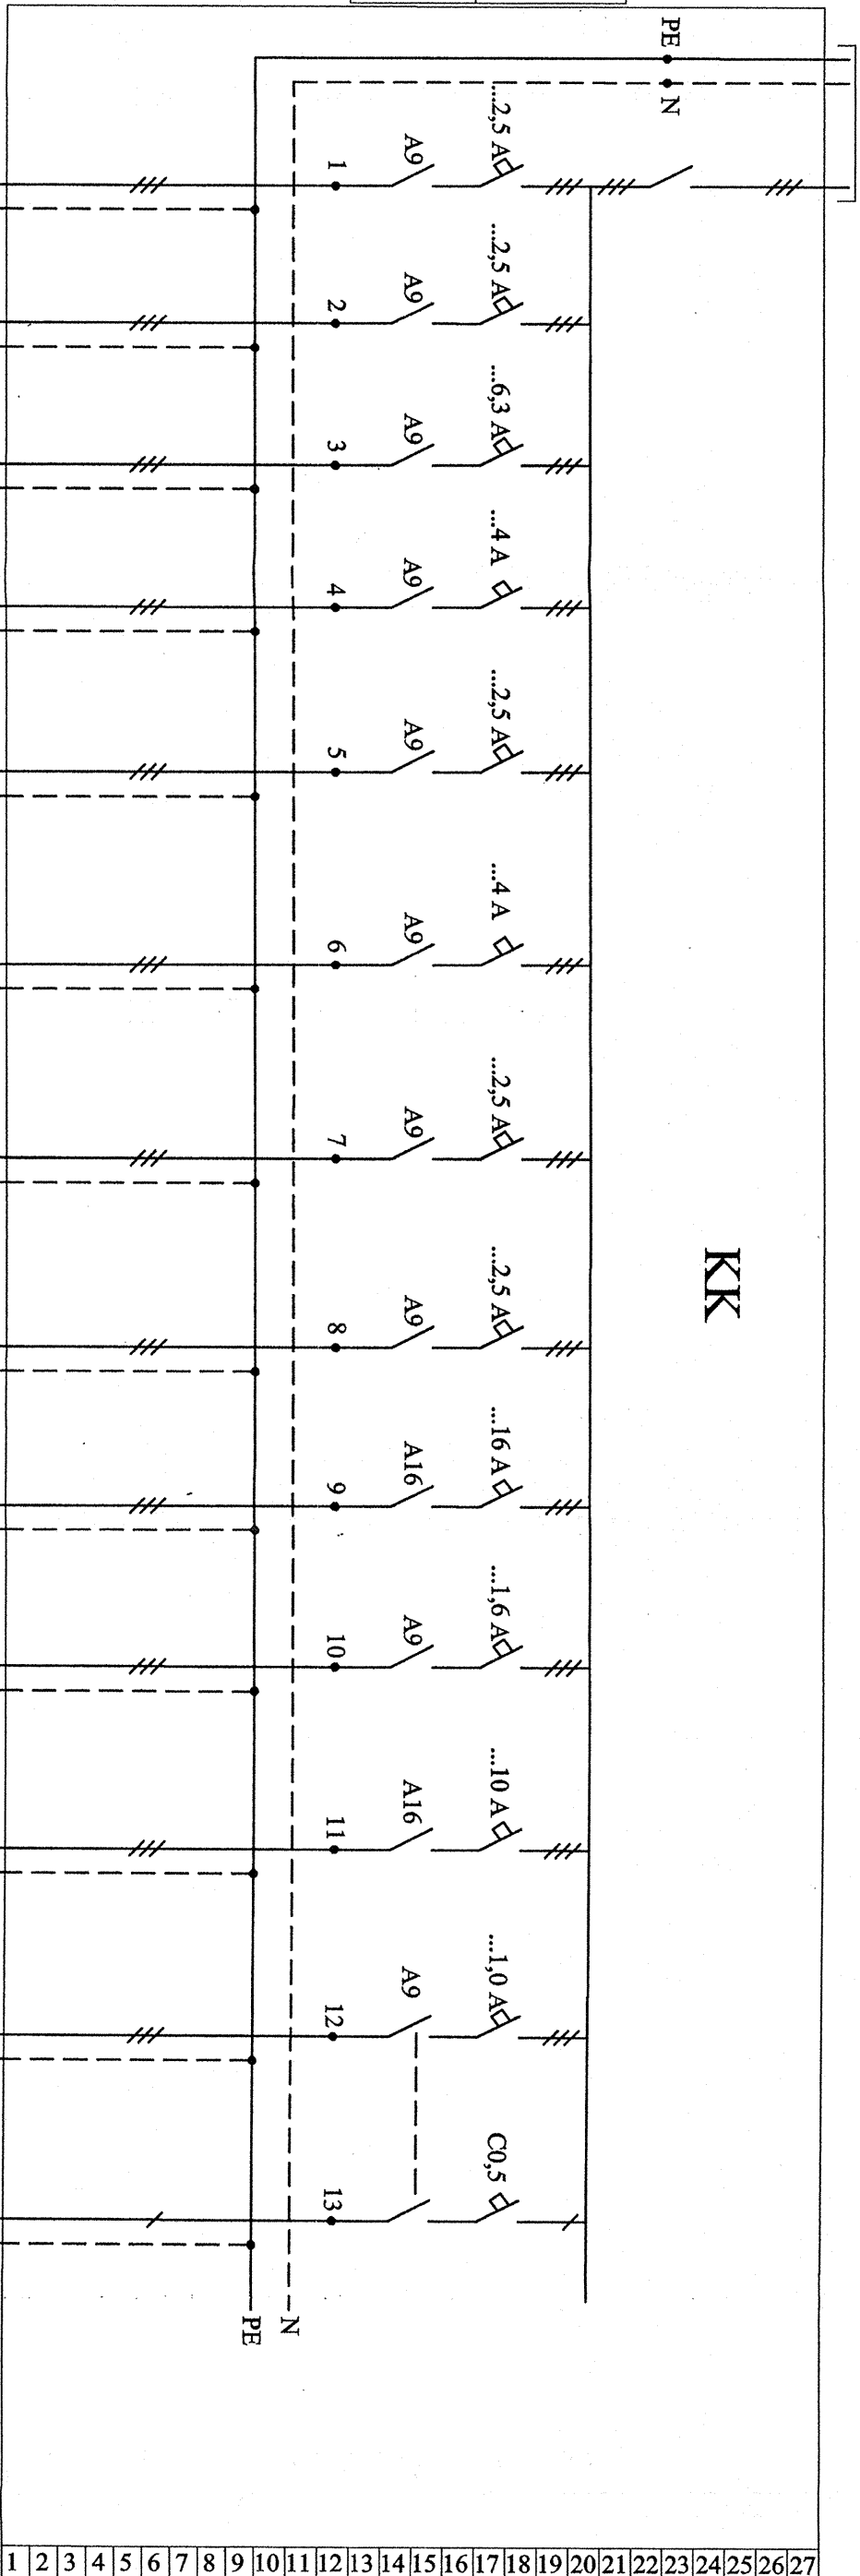 PE
N
KK
...2,5 A
...2,5 A
...6,3 A
...4 A
...2,5 A
...4 A
...2,5 A
...2,5 A
...16 A
...1,6 A
...10 A
...1,0 A
C0,5
A9
A9
A9
A9
A9
A9
A9
A9
A16
A9
A16
A9
1
2
3
4
5
6
7
8
9
10
11
12
13
N
PE
1 2 3 4 5 6 7 8 9 10 11 12 13 14 15 16 17 18 19 20 21 22 23 24 25 26 27